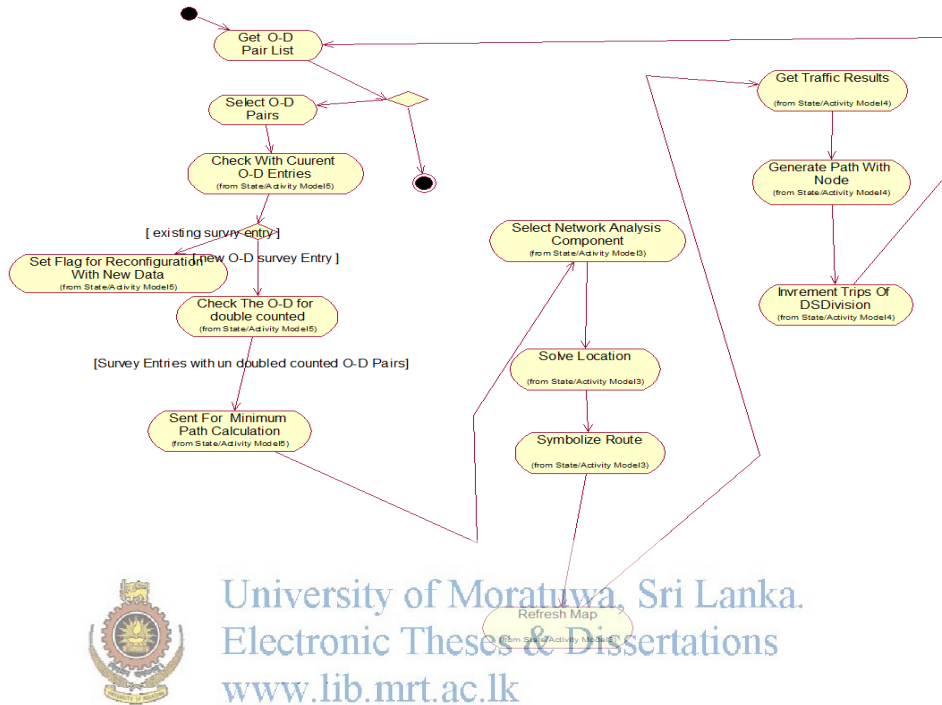 Get O-D
Pair List
Select O-D
Pairs
Check With Cuurent
O-D Entries
(from State/Activity Model5)
[ existing survry entry ]
[ new O-D survey Entry ]
Set Flag for Reconfiguration
With New Data
(from State/Activity Model5)
Check The O-D for
double counted
(from State/Activity Model5)
[Survey Entries with un doubled counted O-D Pairs]
Sent For Minimum
Path Calculation
(from State/Activity Model5)
Select Network Analysis
Component
(from State/Activity Model3)
Solve Location
(from State/Activity Model3)
Symbolize Route
(from State/Activity Model3)
Refresh Map
(from State/Activity Model3)
Get Traffic Results
(from State/Activity Model4)
Generate Path With
Node
(from State/Activity Model4)
Invrement Trips Of
DSDivision
(from State/Activity Model4)
University of Moratuwa, Sri Lanka.
Electronic Theses & Dissertations
www.lib.mrt.ac.lk